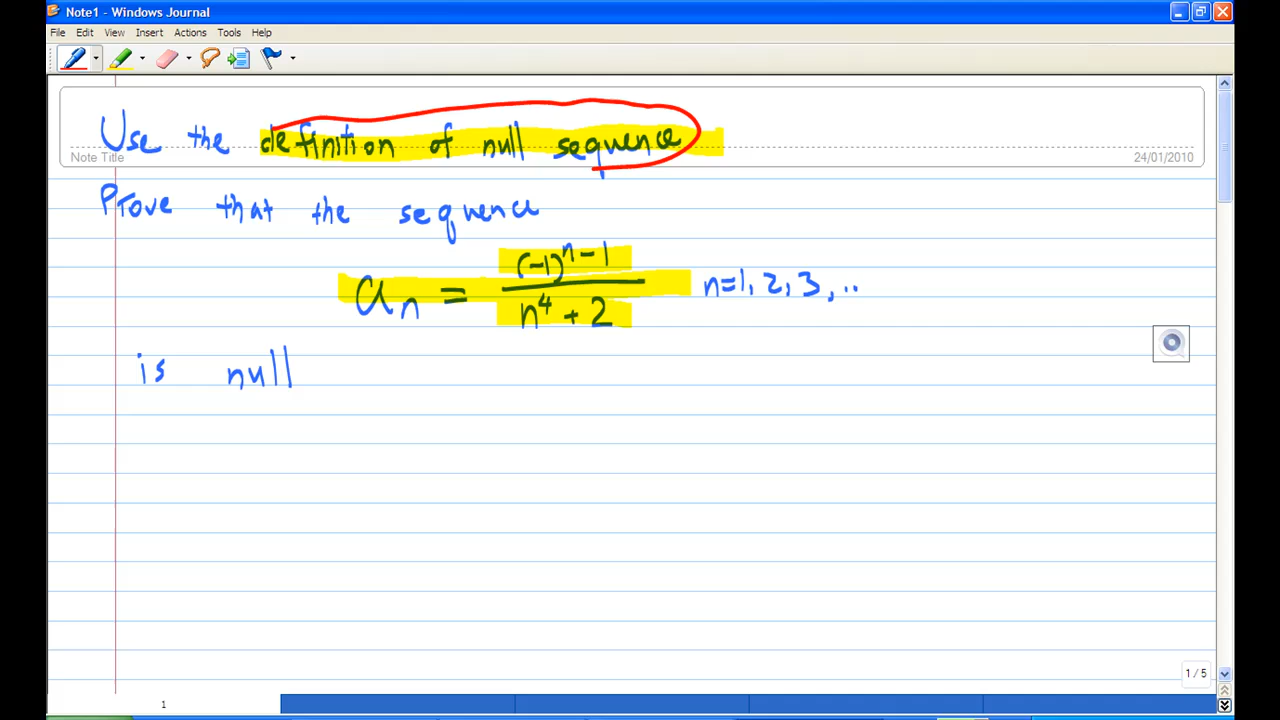 Note1 - Windows Journal
File Edit View Insert Actions Tools Help
Use the definition of null sequence
Note Title
24/01/2010
Prove that the sequence
aₙ = ((-1)ⁿ - 1)/(n⁴ + 2) n=1, 2, 3, ..
is null
1 / 5
1